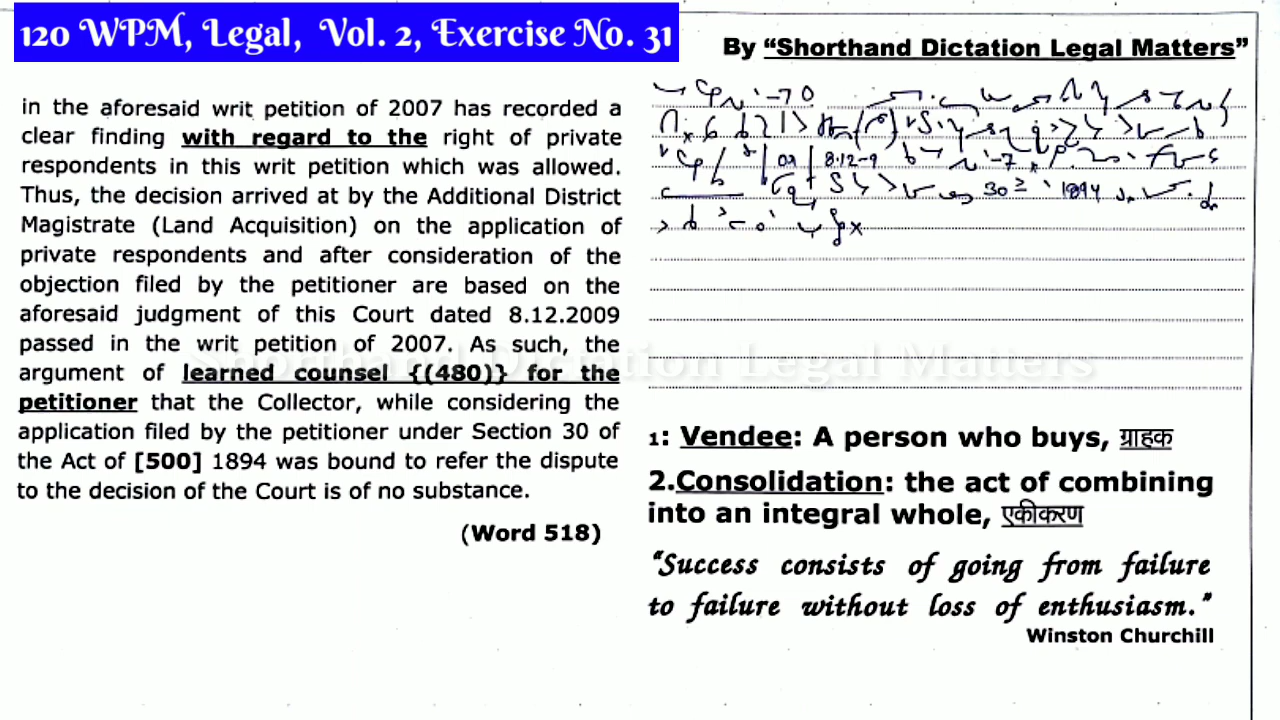 120 WPM, Legal, Vol. 2, Exercise No. 31
By “Shorthand Dictation Legal Matters”
in the aforesaid writ petition of 2007 has recorded a
clear finding with regard to the right of private
respondents in this writ petition which was allowed.
Thus, the decision arrived at by the Additional District
Magistrate (Land Acquisition) on the application of
private respondents and after consideration of the
objection filed by the petitioner are based on the
aforesaid judgment of this Court dated 8.12.2009
passed in the writ petition of 2007. As such, the
argument of learned counsel {(480)} for the
petitioner that the Collector, while considering the
application filed by the petitioner under Section 30 of
the Act of [500] 1894 was bound to refer the dispute
to the decision of the Court is of no substance.
(Word 518)
Shorthand Dictation Legal Matters
1: Vendee: A person who buys, ग्राहक
2.Consolidation: the act of combining
into an integral whole, एकीकरण
“Success consists of going from failure
to failure without loss of enthusiasm.”
Winston Churchill